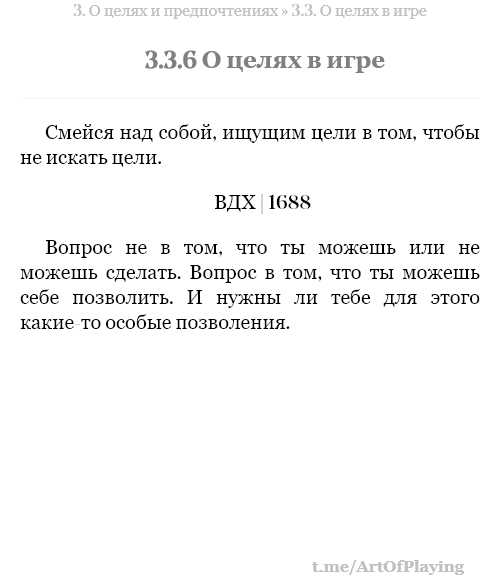 3. О целях и предпочтениях » 3.3. О целях в игре
3.3.6 О целях в игре
Смейся над собой, ищущим цели в том, чтобы
не искать цели.
ВДХ | 1688
Вопрос не в том, что ты можешь или не
можешь сделать. Вопрос в том, что ты можешь
себе позволить. И нужны ли тебе для этого
какие-то особые позволения.
t.me/ArtOfPlaying